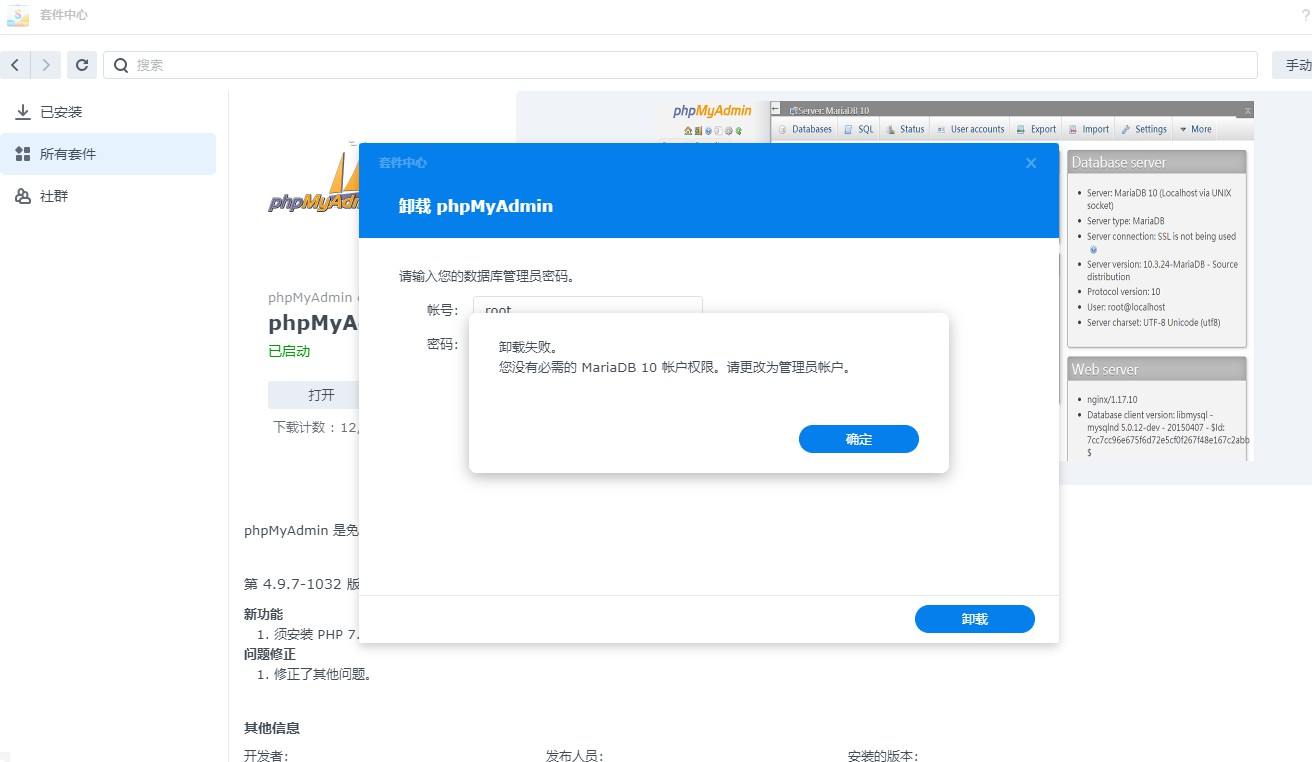 套件中心
?
搜索
手动
已安装
所有套件
社群
phpMyAdmin
Server: MariaDB 10
Databases
SQL
Status
User accounts
Export
Import
Settings
More
套件中心
卸载 phpMyAdmin
请输入您的数据库管理员密码。
帐号:
root
密码:
卸载失败。
您没有必需的 MariaDB 10 帐户权限。请更改为管理员帐户。
确定
卸载
phpMyAdm
phpMyAdmin
phpMyA
已启动
打开
下载计数：12,
Database server
Server: MariaDB 10 (Localhost via UNIX
socket)
Server type: MariaDB
Server connection: SSL is not being used
Server version: 10.3.24-MariaDB - Source
distribution
Protocol version: 10
User: root@localhost
Server charset: UTF-8 Unicode (utf8)
Web server
nginx/1.17.10
Database client version: libmysql -
mysqlnd 5.0.12-dev - 20150407 - $Id:
7cc7cc96e675f6d72e5cf0f267f48e167c2abb
$
phpMyAdmin 是免
第 4.9.7-1032 版
新功能
1. 须安装 PHP 7.
问题修正
1. 修正了其他问题。
其他信息
开发者:
发布人员:
安装的版本: